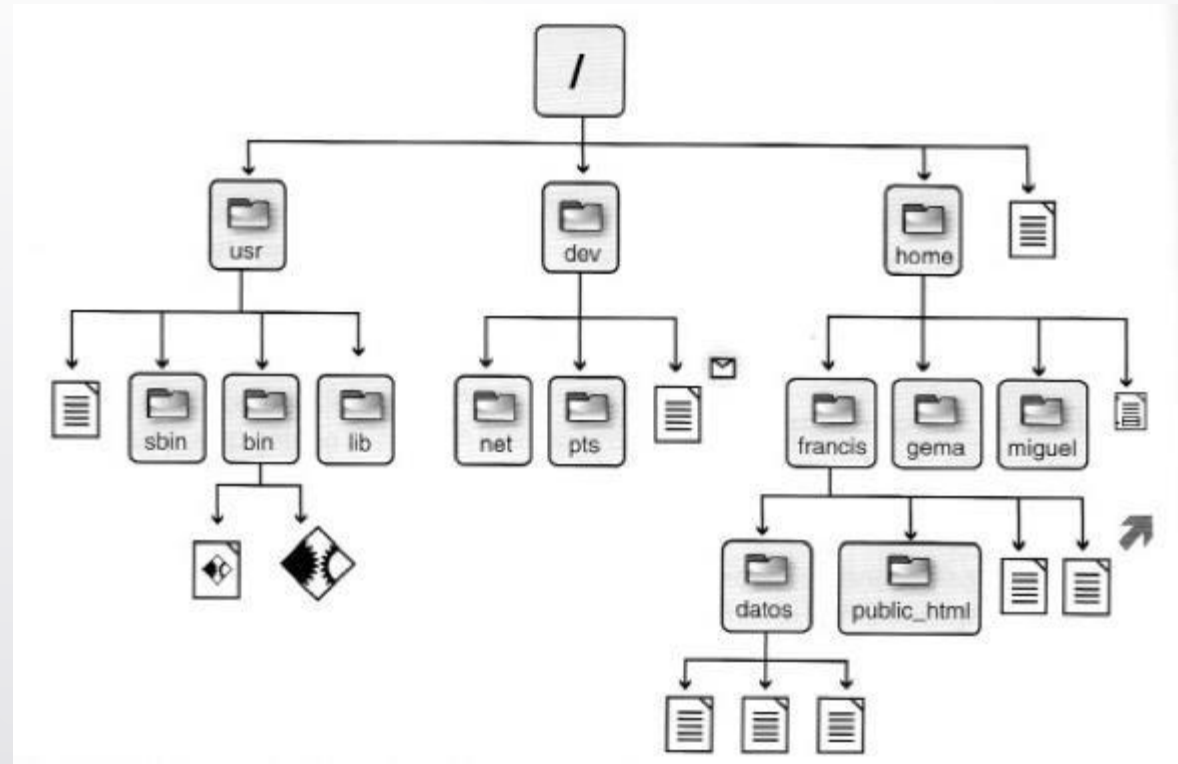 /
usr
dev
home
sbin
bin
lib
net
pts
francis
gema
miguel
datos
public_html